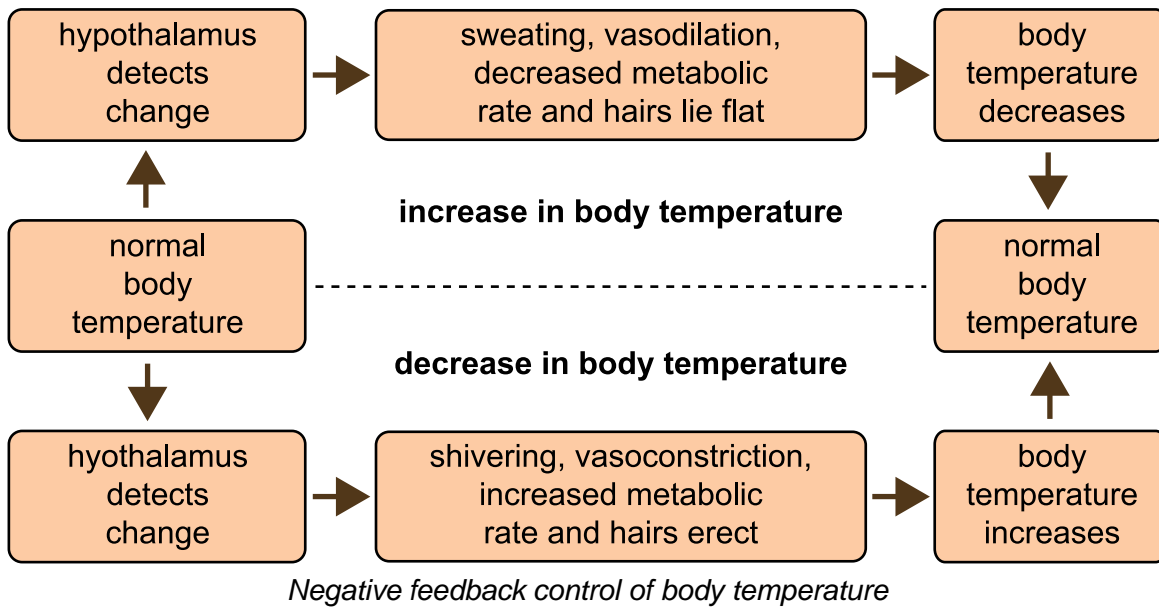 hypothalamus
detects
change
sweating, vasodilation,
decreased metabolic
rate and hairs lie flat
body
temperature
decreases
increase in body temperature
normal
body
temperature
normal
body
temperature
decrease in body temperature
hyothalamus
detects
change
shivering, vasoconstriction,
increased metabolic
rate and hairs erect
body
temperature
increases
Negative feedback control of body temperature